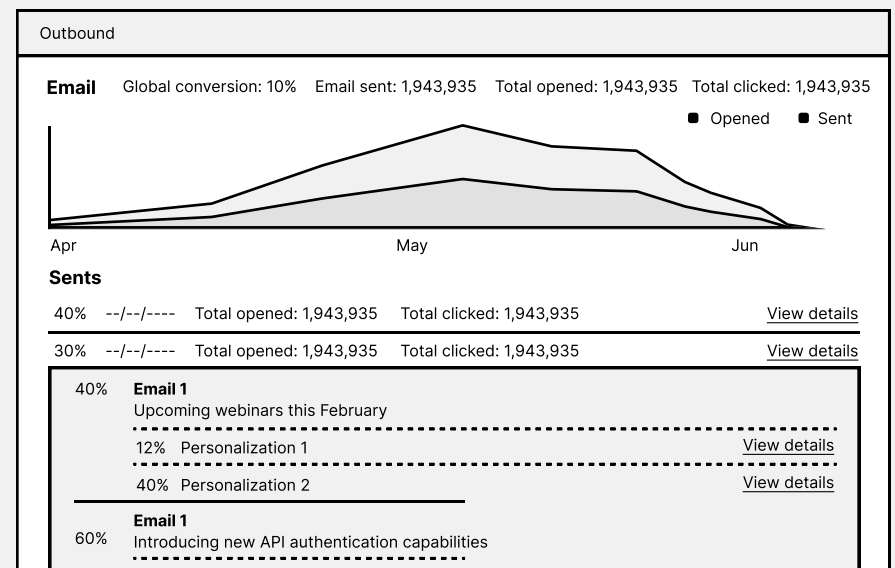 Outbound
Email Global conversion: 10% Email sent: 1,943,935 Total opened: 1,943,935 Total clicked: 1,943,935
Opened Sent
Apr May Jun
Sents
40% --/--/---- Total opened: 1,943,935 Total clicked: 1,943,935 View details
30% --/--/---- Total opened: 1,943,935 Total clicked: 1,943,935 View details
40% Email 1
Upcoming webinars this February
12% Personalization 1 View details
40% Personalization 2 View details
Email 1
60% Introducing new API authentication capabilities